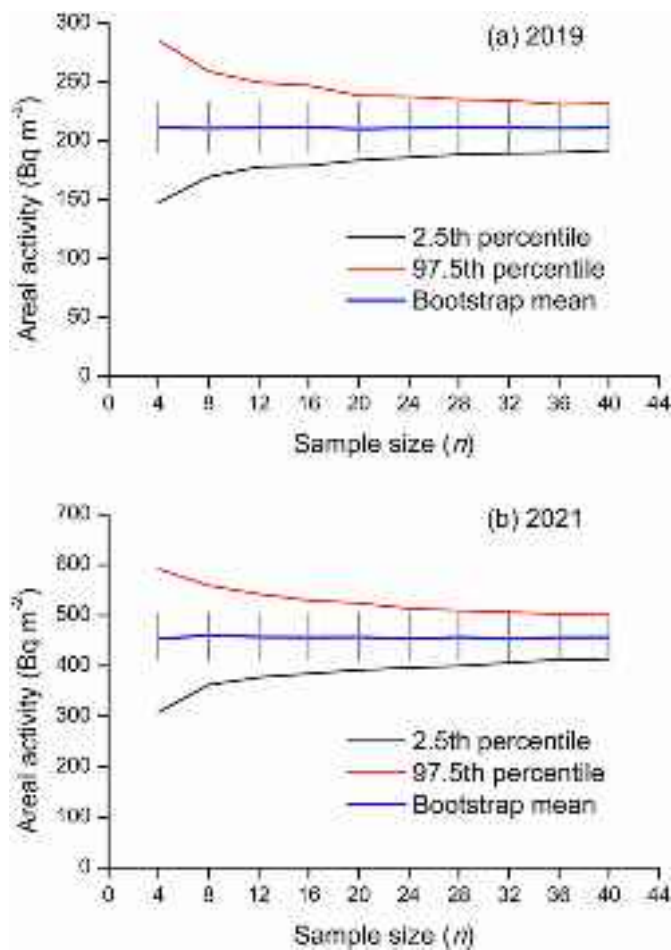 (a) 2019
300
250
200
150
100
50
0
Areal activity (Bq m⁻²)
2.5th percentile
97.5th percentile
Bootstrap mean
0 4 8 12 16 20 24 28 32 36 40 44
Sample size (n)
(b) 2021
700
600
500
400
300
200
100
0
Areal activity (Bq m⁻²)
2.5th percentile
97.5th percentile
Bootstrap mean
0 4 8 12 16 20 24 28 32 36 40 44
Sample size (n)